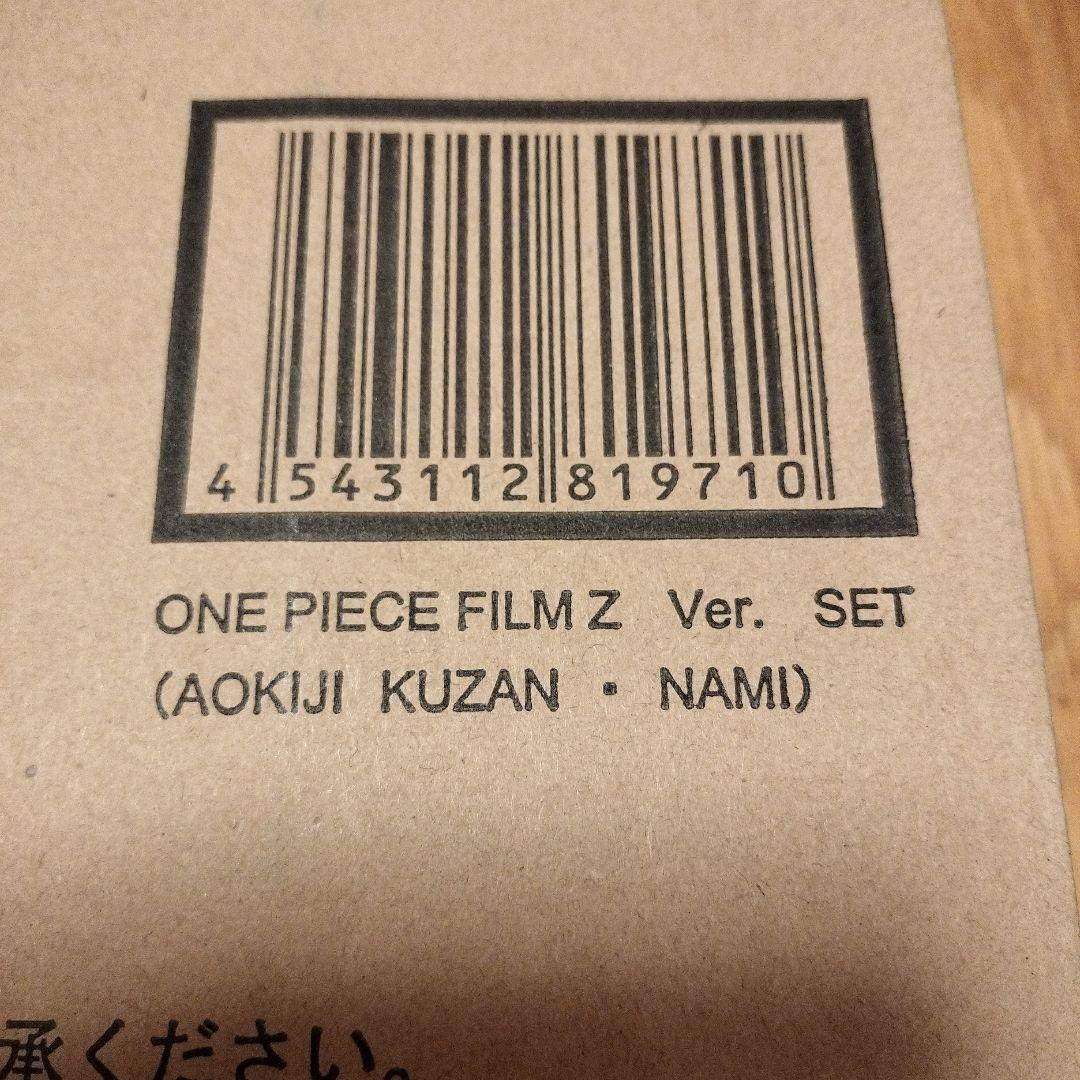 4 543112 819710
ONE PIECE FILM Z Ver. SET
(AOKIJI KUZAN ・ NAMI)
承ください。